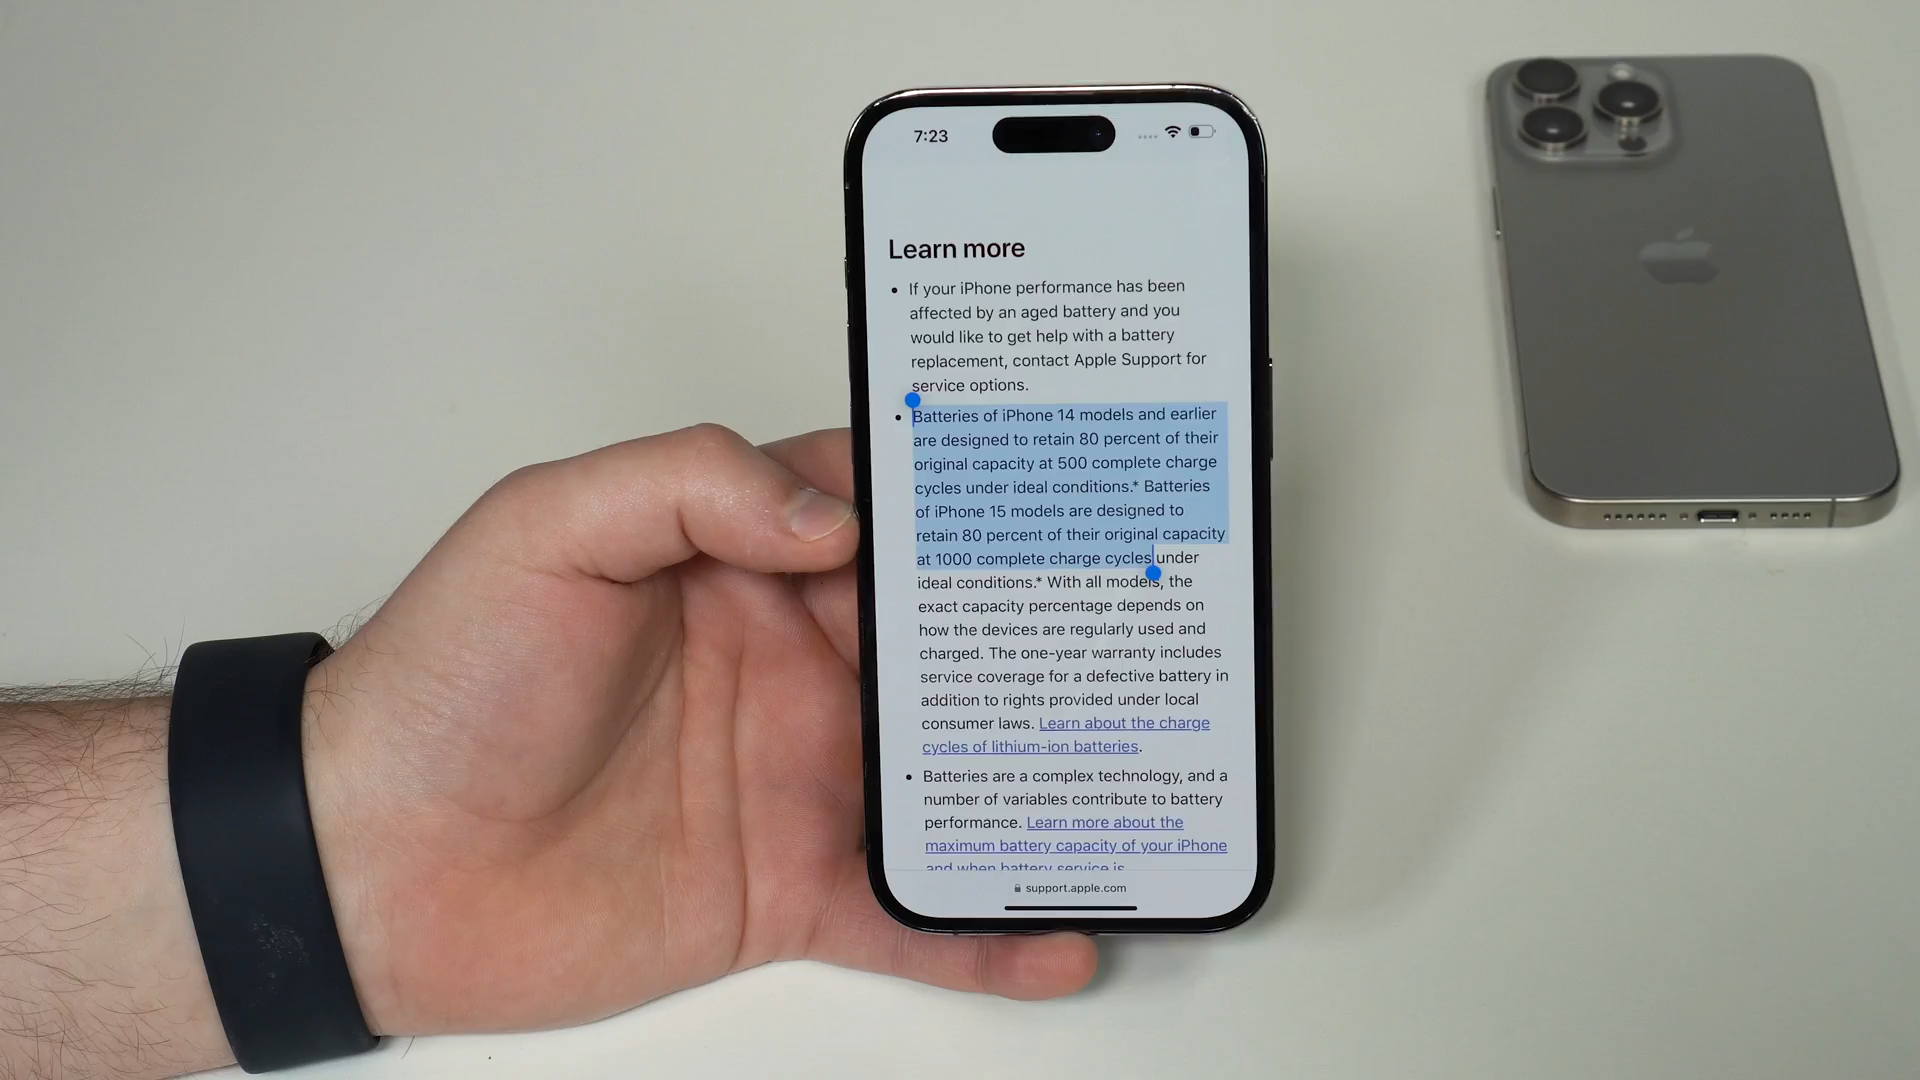 7:23
Learn more
• If your iPhone performance has been
affected by an aged battery and you
would like to get help with a battery
replacement, contact Apple Support for
service options.
• Batteries of iPhone 14 models and earlier
are designed to retain 80 percent of their
original capacity at 500 complete charge
cycles under ideal conditions.* Batteries
of iPhone 15 models are designed to
retain 80 percent of their original capacity
at 1000 complete charge cycles under
ideal conditions.* With all models, the
exact capacity percentage depends on
how the devices are regularly used and
charged. The one-year warranty includes
service coverage for a defective battery in
addition to rights provided under local
consumer laws. Learn about the charge
cycles of lithium-ion batteries.
• Batteries are a complex technology, and a
number of variables contribute to battery
performance. Learn more about the
maximum battery capacity of your iPhone
and when battery service is
support.apple.com